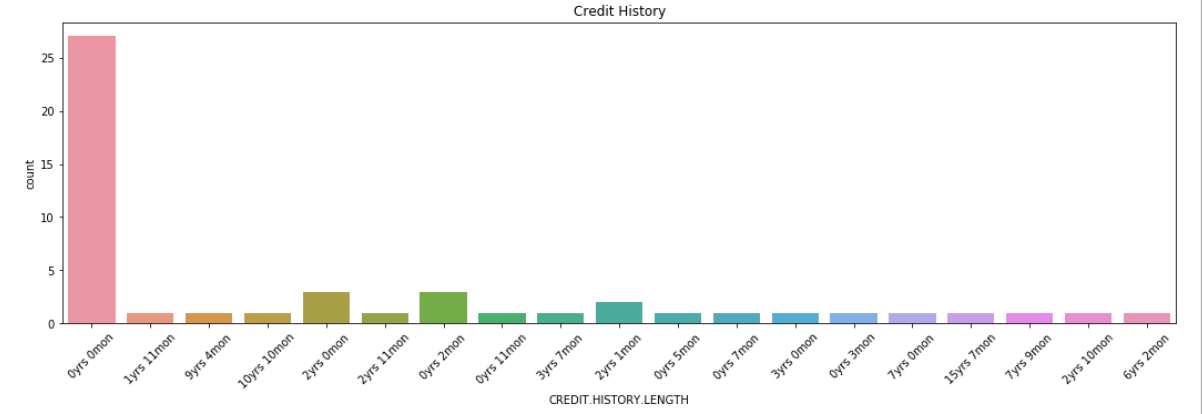 Credit History
count
25
20
15
10
5
0
0yrs 0mon
1yrs 11mon
9yrs 4mon
10yrs 10mon
2yrs 0mon
2yrs 11mon
0yrs 2mon
0yrs 11mon
3yrs 7mon
2yrs 1mon
0yrs 5mon
0yrs 7mon
3yrs 0mon
0yrs 3mon
7yrs 0mon
15yrs 7mon
7yrs 9mon
2yrs 10mon
6yrs 2mon
CREDIT.HISTORY.LENGTH